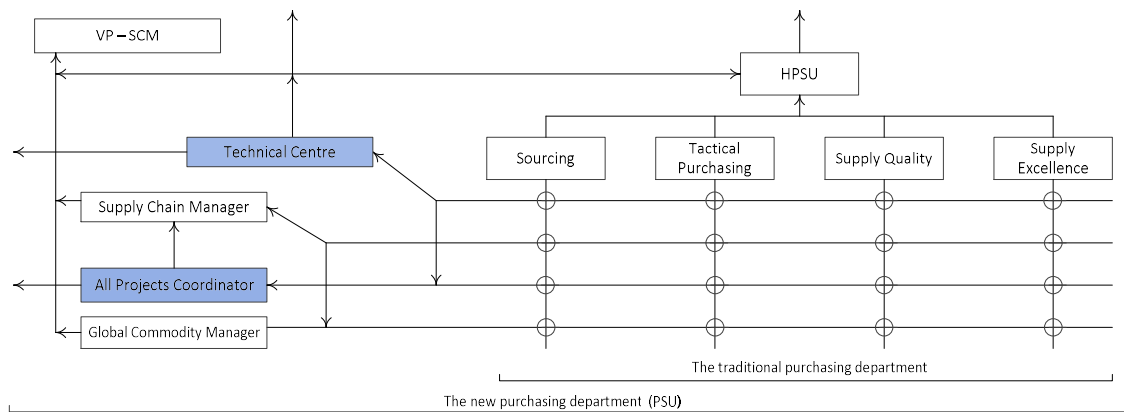 VP – SCM
HPSU
Technical Centre
Sourcing
Tactical
Purchasing
Supply Quality
Supply
Excellence
Supply Chain Manager
All Projects Coordinator
Global Commodity Manager
The traditional purchasing department
The new purchasing department (PSU)